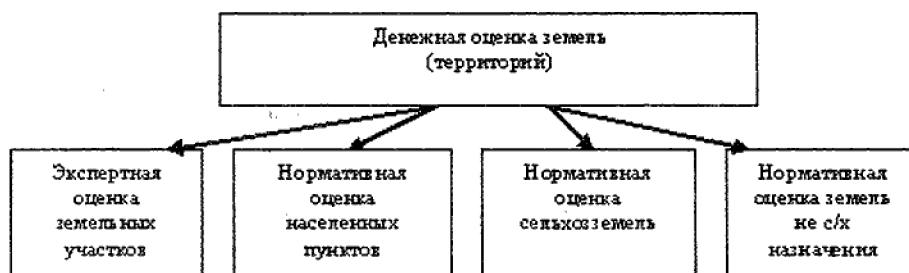 Денежная оценка земель
(территорий)
Экспертная
оценка
земельных
участков
Нормативная
оценка
населенных
пунктов
Нормативная
оценка
сельхозземель
Нормативная
оценка земель
не с/х
назначения